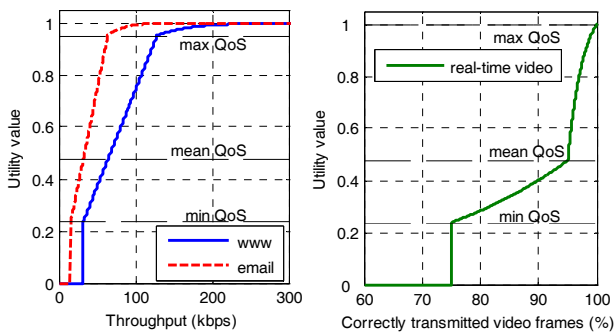 1
0.8
0.6
0.4
0.2
0
Utility value
max QoS
mean QoS
min QoS
www
email
0 100 200 300
Throughput (kbps)
1
0.8
0.6
0.4
0.2
0
Utility value
max QoS
real-time video
mean QoS
min QoS
60 70 80 90 100
Correctly transmitted video frames (%)